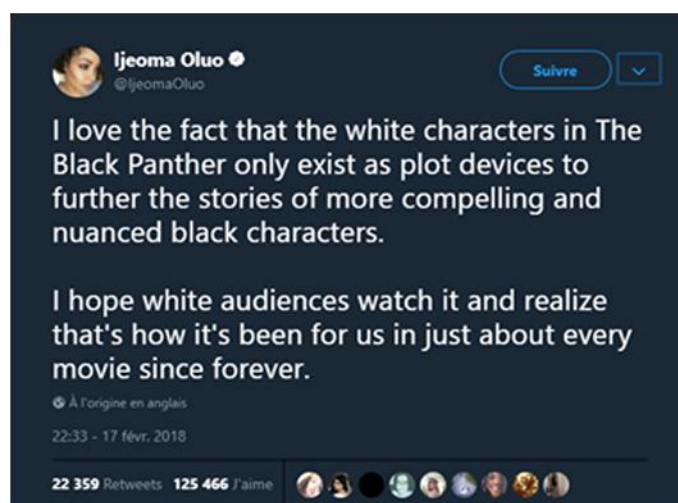 Ijeoma Oluo
@IjeomaOluo
Suivre
I love the fact that the white characters in The
Black Panther only exist as plot devices to
further the stories of more compelling and
nuanced black characters.
I hope white audiences watch it and realize
that's how it's been for us in just about every
movie since forever.
À l'origine en anglais
22:33 - 17 févr. 2018
22 359 Retweets 125 466 J'aime